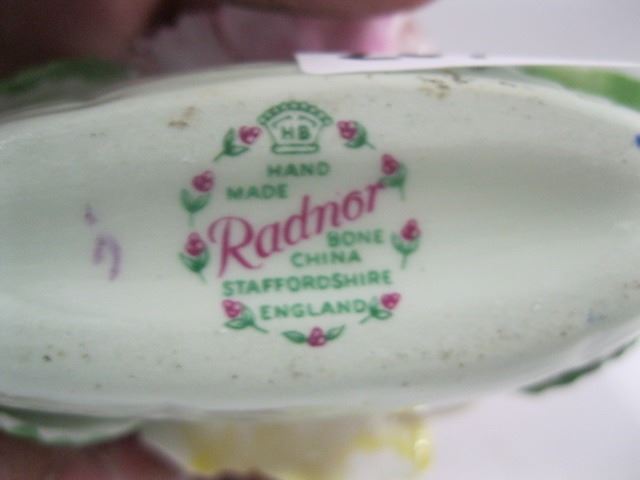 HB
HAND
MADE
Radnor
BONE
CHINA
STAFFORDSHIRE
ENGLAND